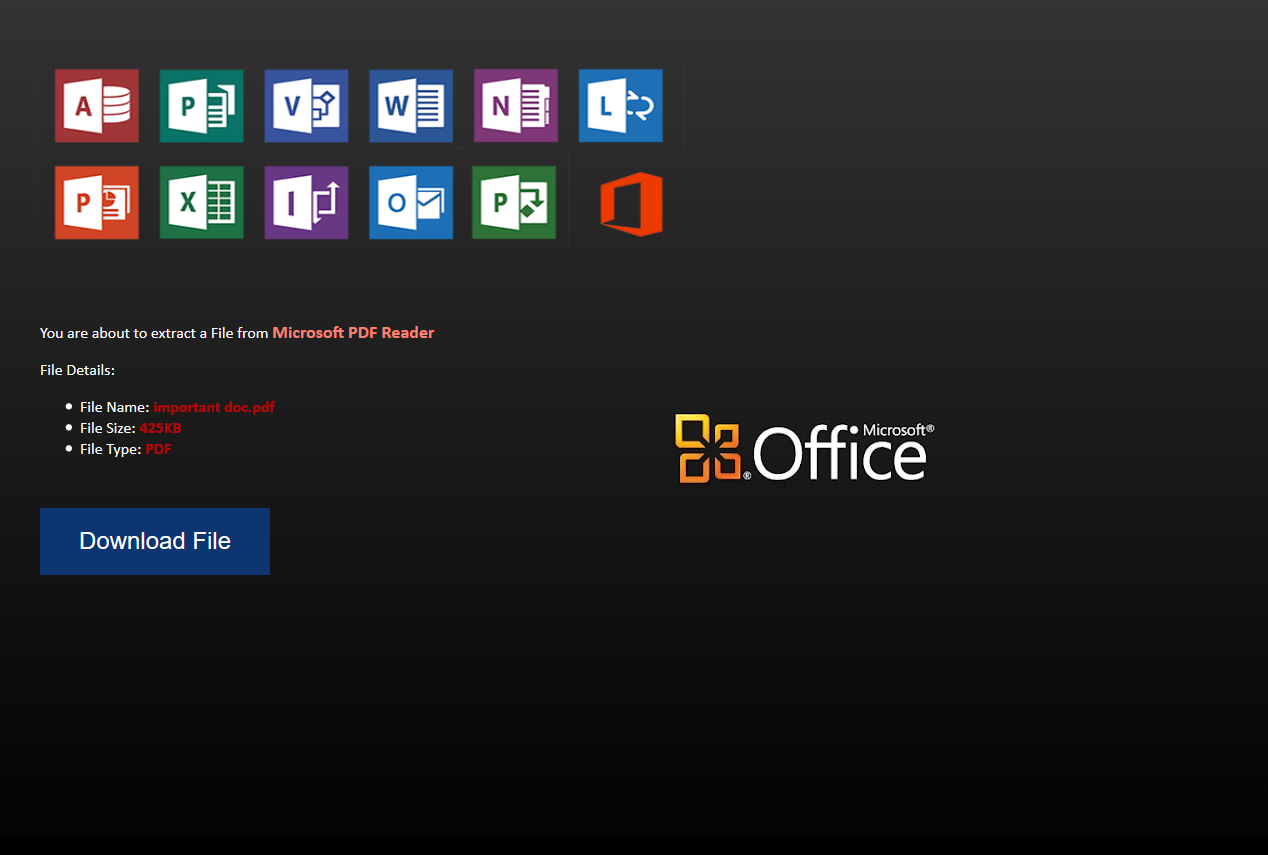 A P V W N L
P X I O P
You are about to extract a File from Microsoft PDF Reader
File Details:
File Name: important doc.pdf
File Size: 425KB
File Type: PDF
Microsoft®
®Office
Download File